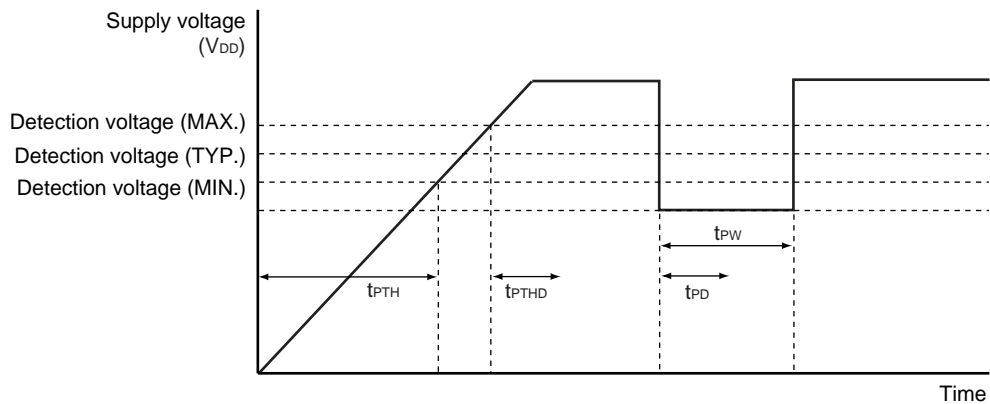 Supply voltage
(VDD)
Detection voltage (MAX.)
Detection voltage (TYP.)
Detection voltage (MIN.)
tPW
tPTH
tPTHD
tPD
Time